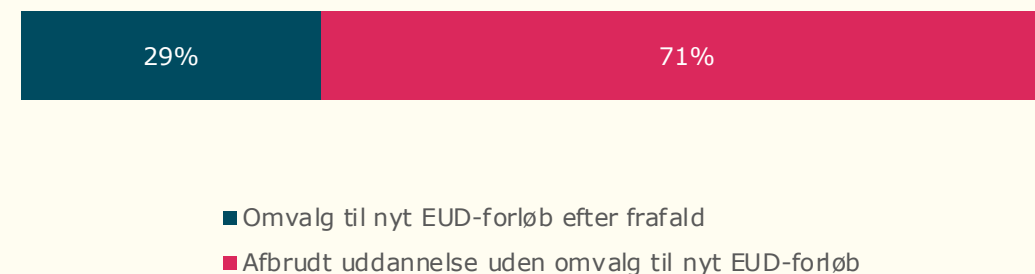 29% 71%
Omvalg til nyt EUD-forløb efter frafald
Afbrudt uddannelse uden omvalg til nyt EUD-forløb